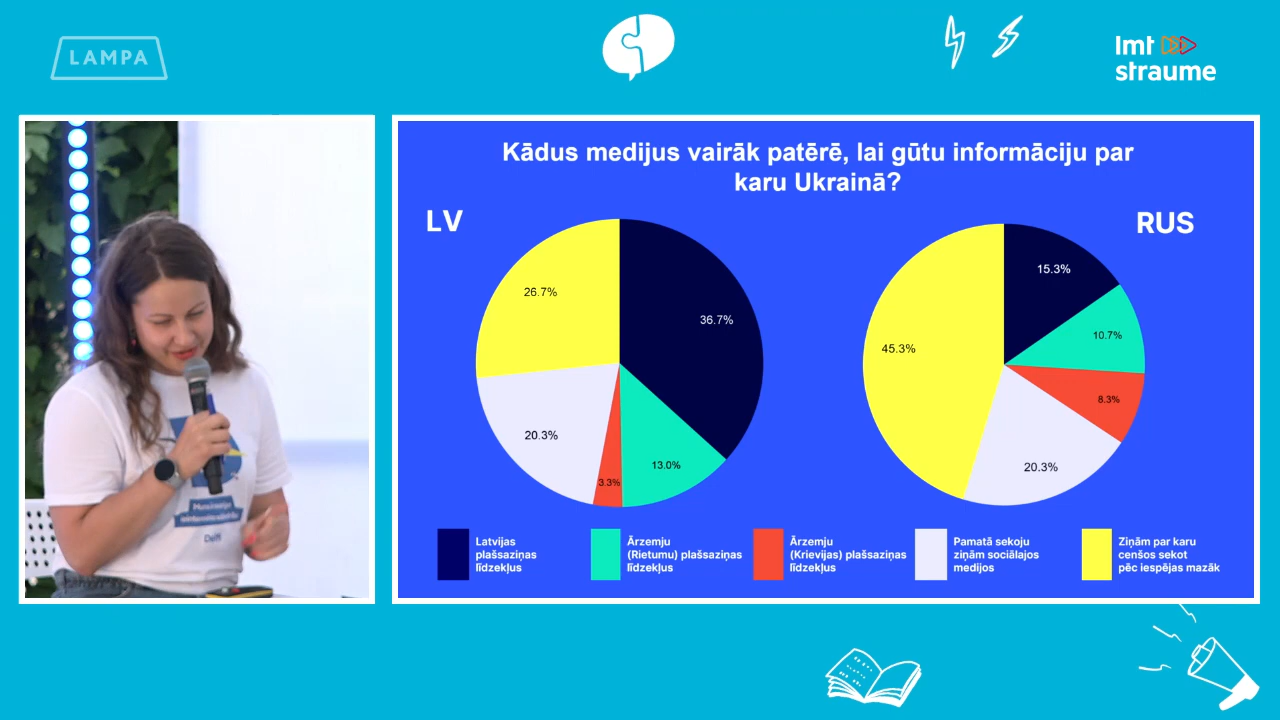 LAMPA
lmt
straume
Kādus medijus vairāk patērē, lai gūtu informāciju par
karu Ukrainā?
LV
RUS
26.7%
36.7%
20.3%
3.3%
13.0%
15.3%
10.7%
8.3%
20.3%
45.3%
Latvijas
plašsaziņas
līdzekļus
Ārzemju
(Rietumu) plašsaziņas
līdzekļus
Ārzemju
(Krievijas) plašsaziņas
līdzekļus
Pamatā sekoju
ziņām sociālajos
medijos
Ziņām par karu
cenšos sekot
pēc iespējas mazāk
Delfi